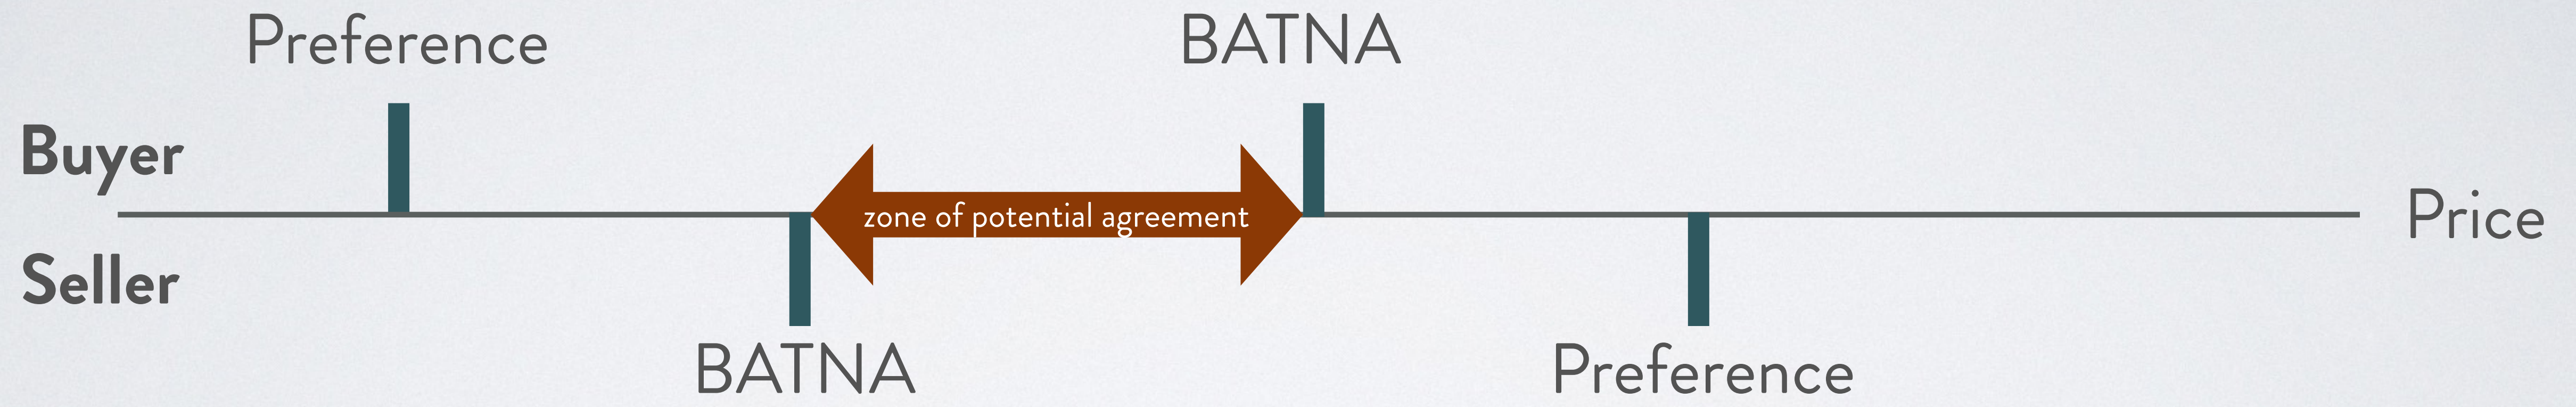 Preference
BATNA
Buyer
zone of potential agreement
Price
Seller
BATNA
Preference